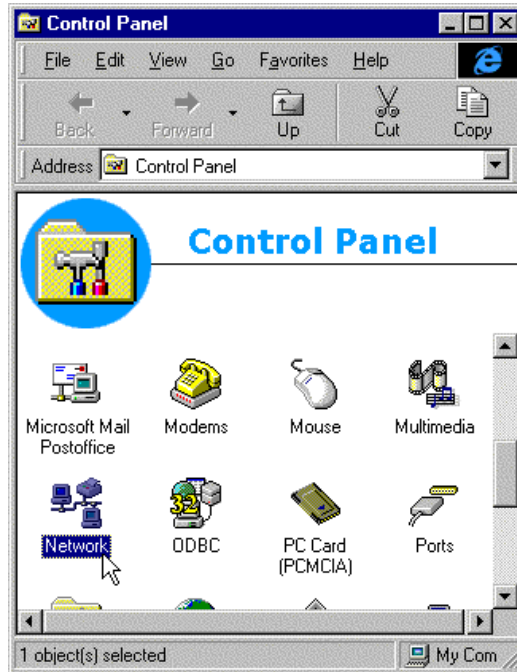 Control Panel
File Edit View Go Favorites Help
Back Forward Up Cut Copy
Address Control Panel
Control Panel
Microsoft Mail Postoffice
Modems
Mouse
Multimedia
Network
32
ODBC
PC Card (PCMCIA)
Ports
1 object(s) selected
My Com